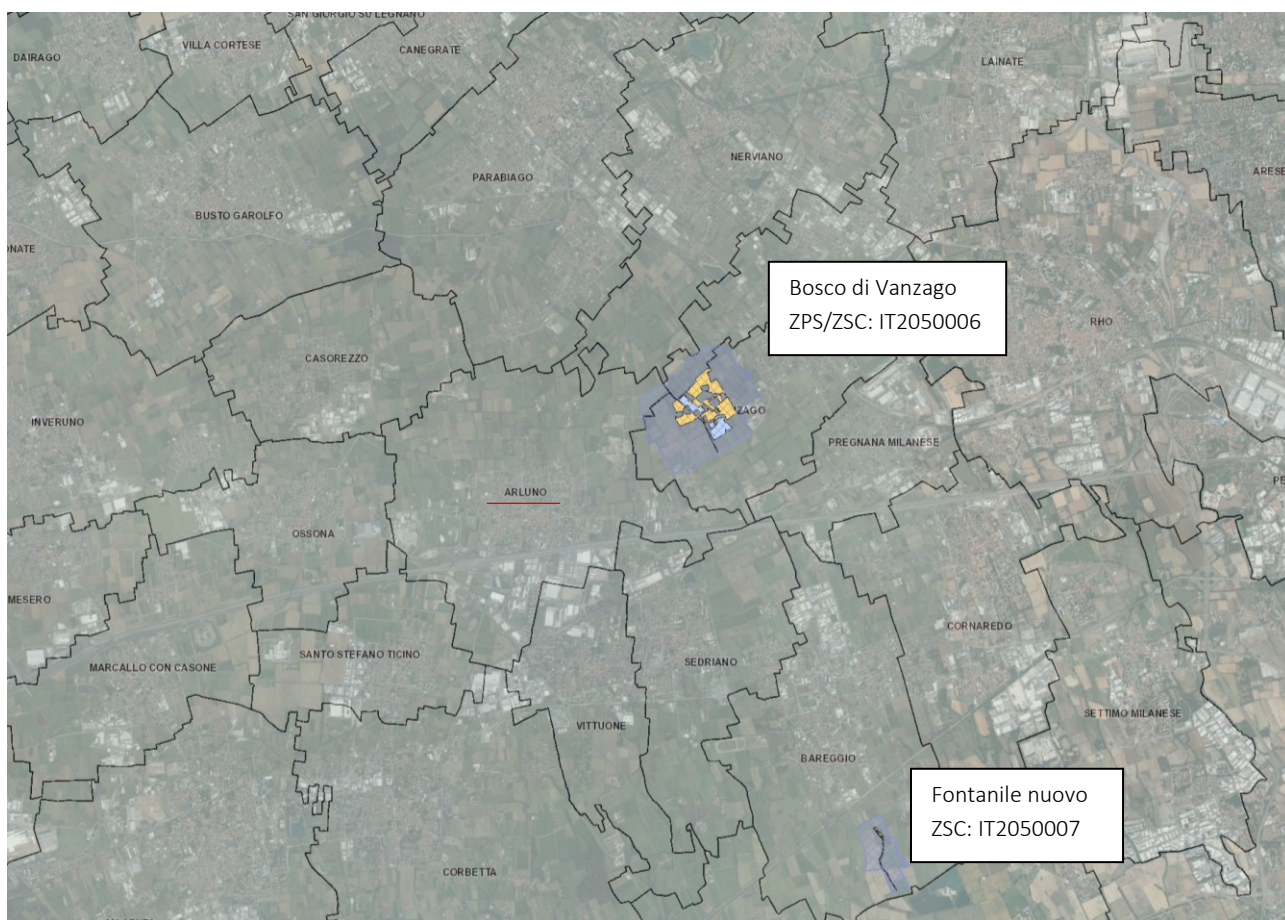 SAN GIORGIO SU LEGNANO
DAIRAGO
VILLA CORTESE
CANEGRATE
LAINATE
NERVIANO
ARESE
PARABIAGO
BUSTO GAROLFO
Bosco di Vanzago
ZPS/ZSC: IT2050006
RHO
CASOREZZO
ZAGO
INVERUNO
PREGNANA MILANESE
ARLUNO
OSSONA
MESERO
CORNAREDO
MARCALLO CON CASONE
SANTO STEFANO TICINO
SEDRIANO
SETTIMO MILANESE
VITTUONE
BAREGGIO
Fontanile nuovo
ZSC: IT2050007
CORBETTA